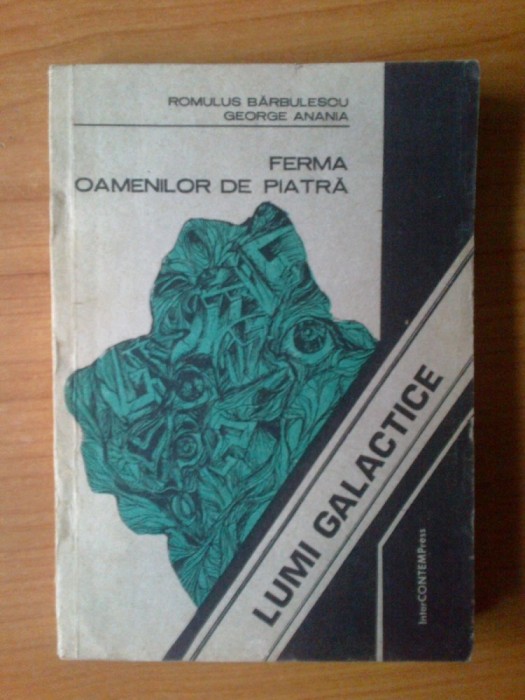 ROMULUS BĂRBULESCU
GEORGE ANANIA
FERMA
OAMENILOR DE PIATRĂ
LUMI GALACTICE
InterCONTEMPress